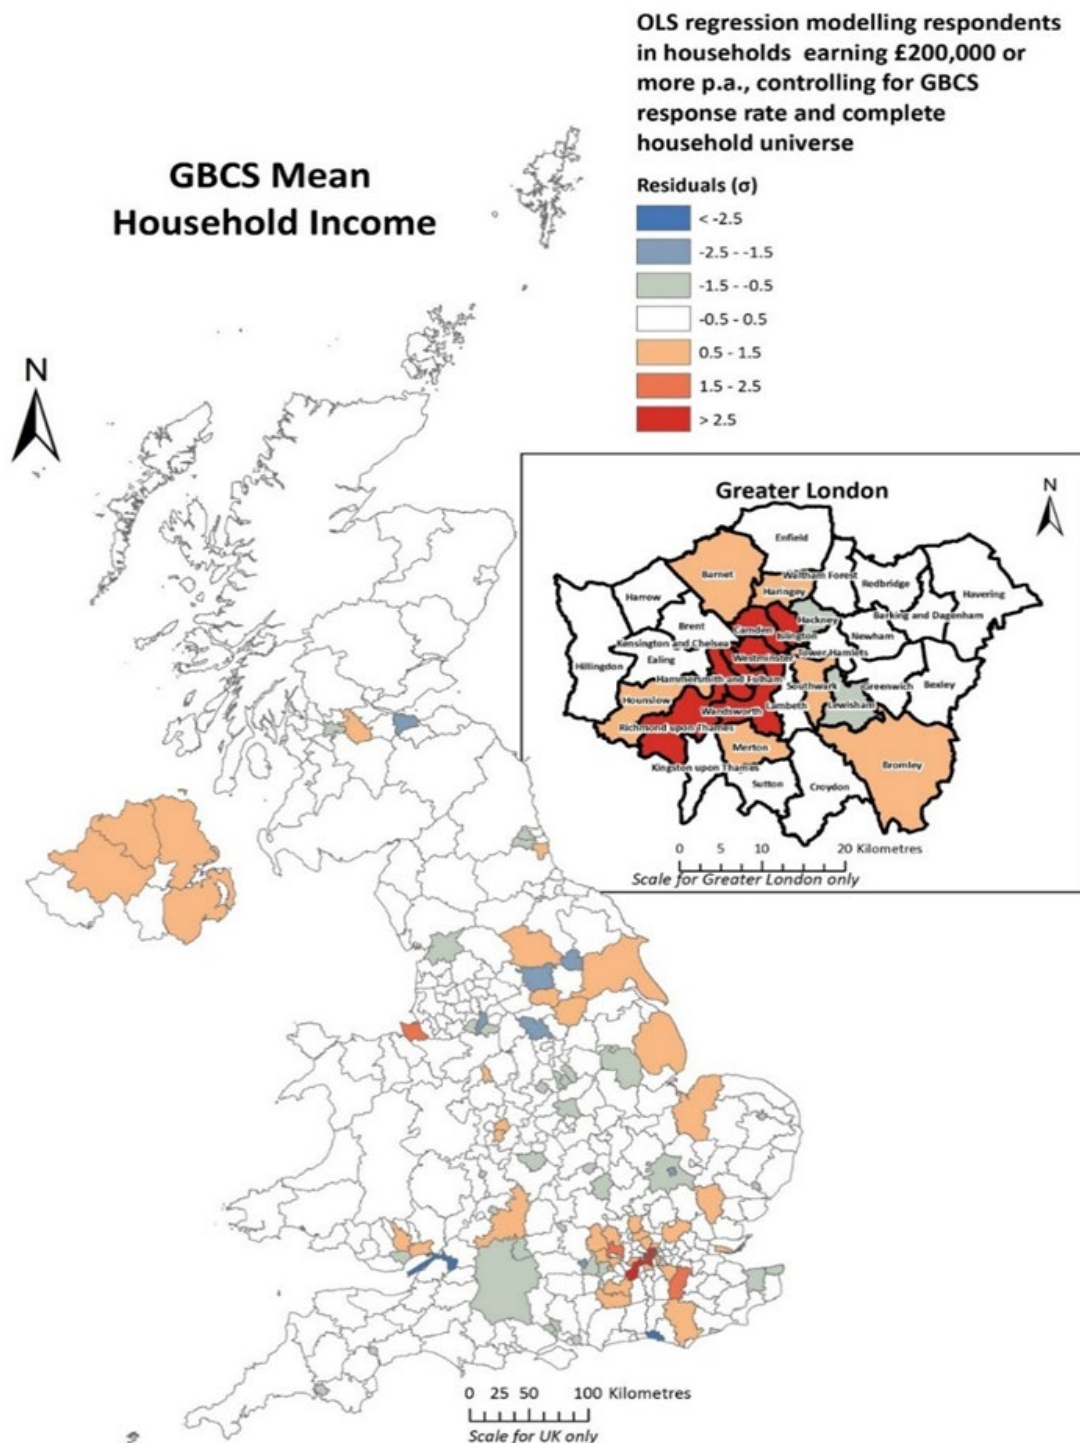 OLS regression modelling respondents
in households earning £200,000 or
more p.a., controlling for GBCS
response rate and complete
household universe
GBCS Mean
Household Income
Residuals (σ)
< -2.5
-2.5 - -1.5
-1.5 - -0.5
-0.5 - 0.5
0.5 - 1.5
1.5 - 2.5
> 2.5
N
Greater London
N
Enfield
Barnet
Waltham Forest
Redbridge
Haringey
Havering
Harrow
Hackney
Barking and Dagenham
Brent
Camden
Islington
Newham
Kensington and Chelsea
Tower Hamlets
Ealing
Westminster
Hillingdon
Hammersmith and Fulham
Southwark
Greenwich
Bexley
Hounslow
Lambeth
Lewisham
Wandsworth
Richmond upon Thames
Merton
Bromley
Kingston upon Thames
Sutton
Croydon
0 5 10 20 Kilometres
Scale for Greater London only
0 25 50 100 Kilometres
Scale for UK only